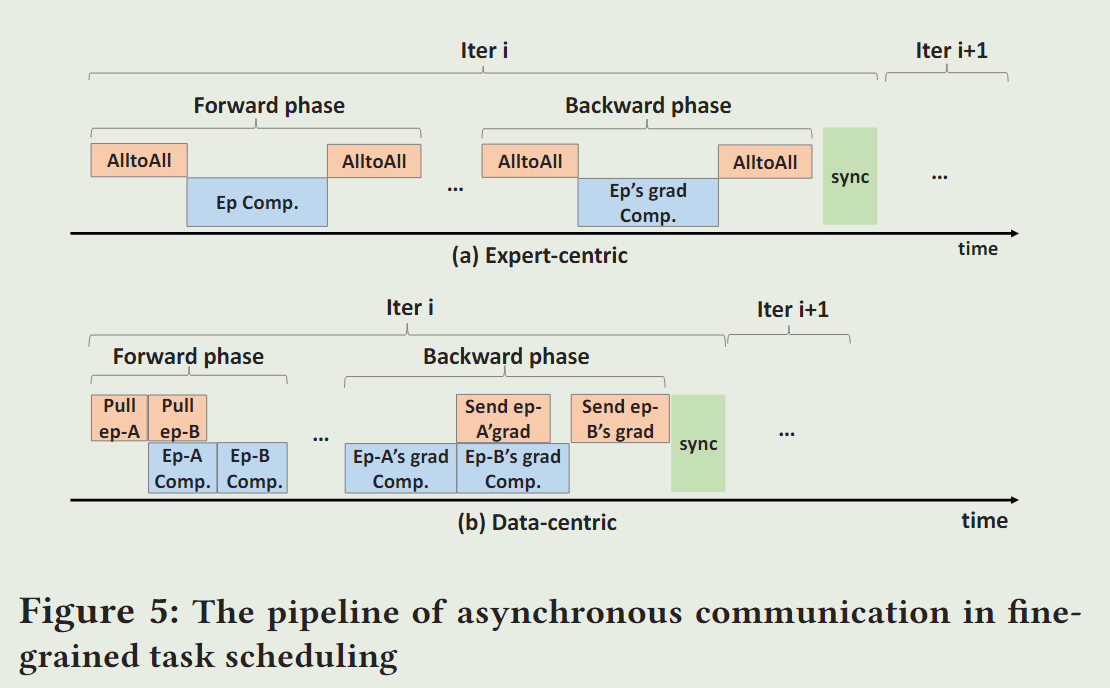 Iter i
Iter i+1
Forward phase
Backward phase
AlltoAll
AlltoAll
AlltoAll
AlltoAll
Ep Comp.
...
Ep's grad
Comp.
sync
...
time
(a) Expert-centric
Iter i
Iter i+1
Forward phase
Backward phase
Pull
ep-A
Pull
ep-B
Send ep-
A'grad
Send ep-
B's grad
Ep-A
Comp.
Ep-B
Comp.
...
Ep-A's grad
Comp.
Ep-B's grad
Comp.
sync
...
time
(b) Data-centric
Figure 5: The pipeline of asynchronous communication in fine-
grained task scheduling